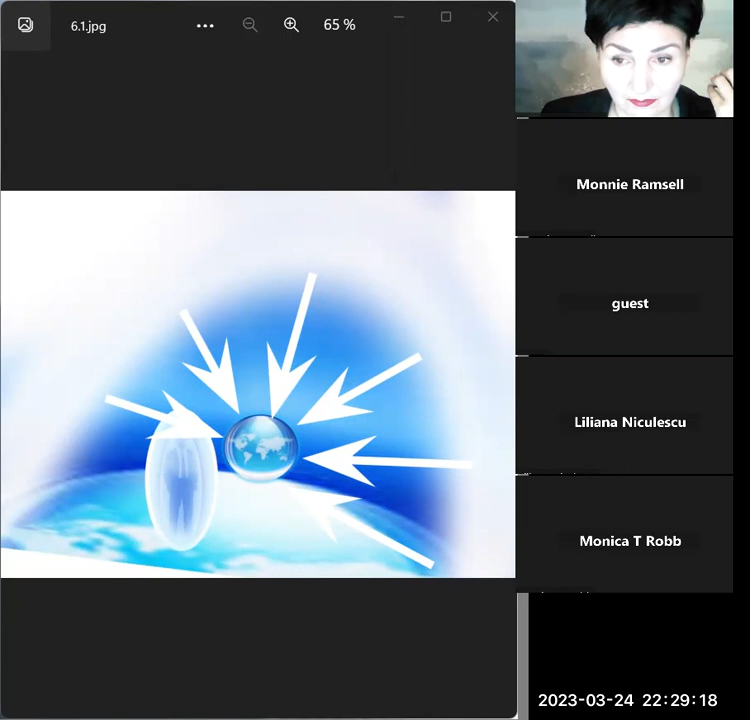 6.1.jpg
65 %
Monnie Ramsell
guest
Liliana Niculescu
Monica T Robb
2023-03-24 22:29:18